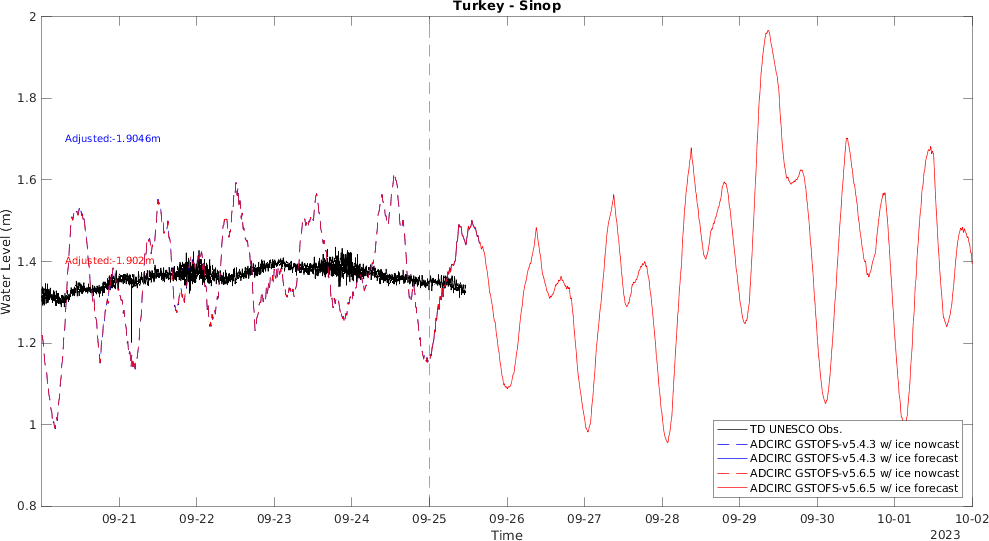 Turkey - Sinop
2
1.8
1.6
1.4
1.2
1
0.8
Water Level (m)
Adjusted:-1.9046m
Adjusted:-1.902m
TD UNESCO Obs.
ADCIRC GSTOFS-v5.4.3 w/ ice nowcast
ADCIRC GSTOFS-v5.4.3 w/ ice forecast
ADCIRC GSTOFS-v5.6.5 w/ ice nowcast
ADCIRC GSTOFS-v5.6.5 w/ ice forecast
09-21 09-22 09-23 09-24 09-25 09-26 09-27 09-28 09-29 09-30 10-01 10-02
Time
2023